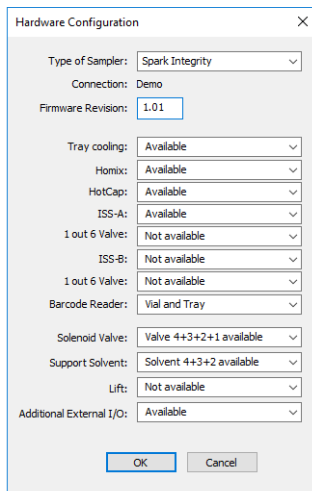 Hardware Configuration
Type of Sampler: Spark Integrity
Connection: Demo
Firmware Revision: 1.01
Tray cooling: Available
Homix: Available
HotCap: Available
ISS-A: Available
1 out 6 Valve: Not available
ISS-B: Not available
1 out 6 Valve: Not available
Barcode Reader: Vial and Tray
Solenoid Valve: Valve 4+3+2+1 available
Support Solvent: Solvent 4+3+2 available
Lift: Not available
Additional External I/O: Available
OK Cancel